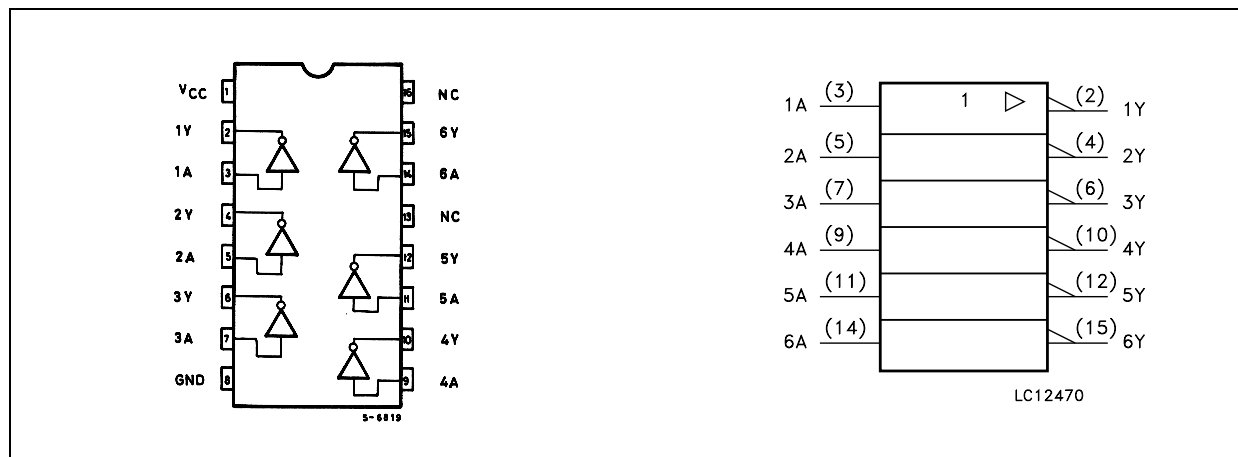 VCC 1 16 NC
1Y 2 15 6Y
1A 3 14 6A
2Y 4 13 NC
2A 5 12 5Y
3Y 6 11 5A
3A 7 10 4Y
GND 8 9 4A
S-6819
1A (3) 1 (2) 1Y
2A (5) (4) 2Y
3A (7) (6) 3Y
4A (9) (10) 4Y
5A (11) (12) 5Y
6A (14) (15) 6Y
LC12470